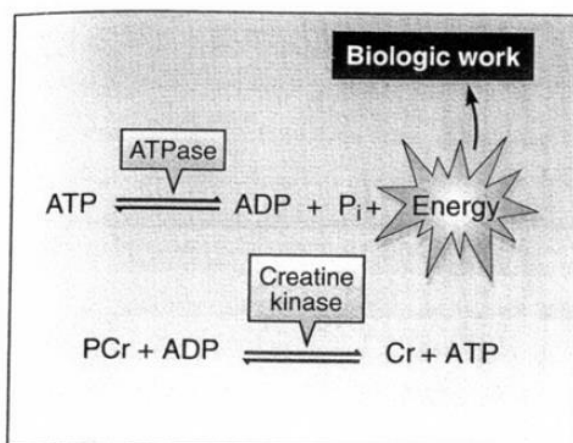 Biologic work
ATPase
ATP ⇌ ADP + Pi + Energy
Creatine
kinase
PCr + ADP ⇌ Cr + ATP